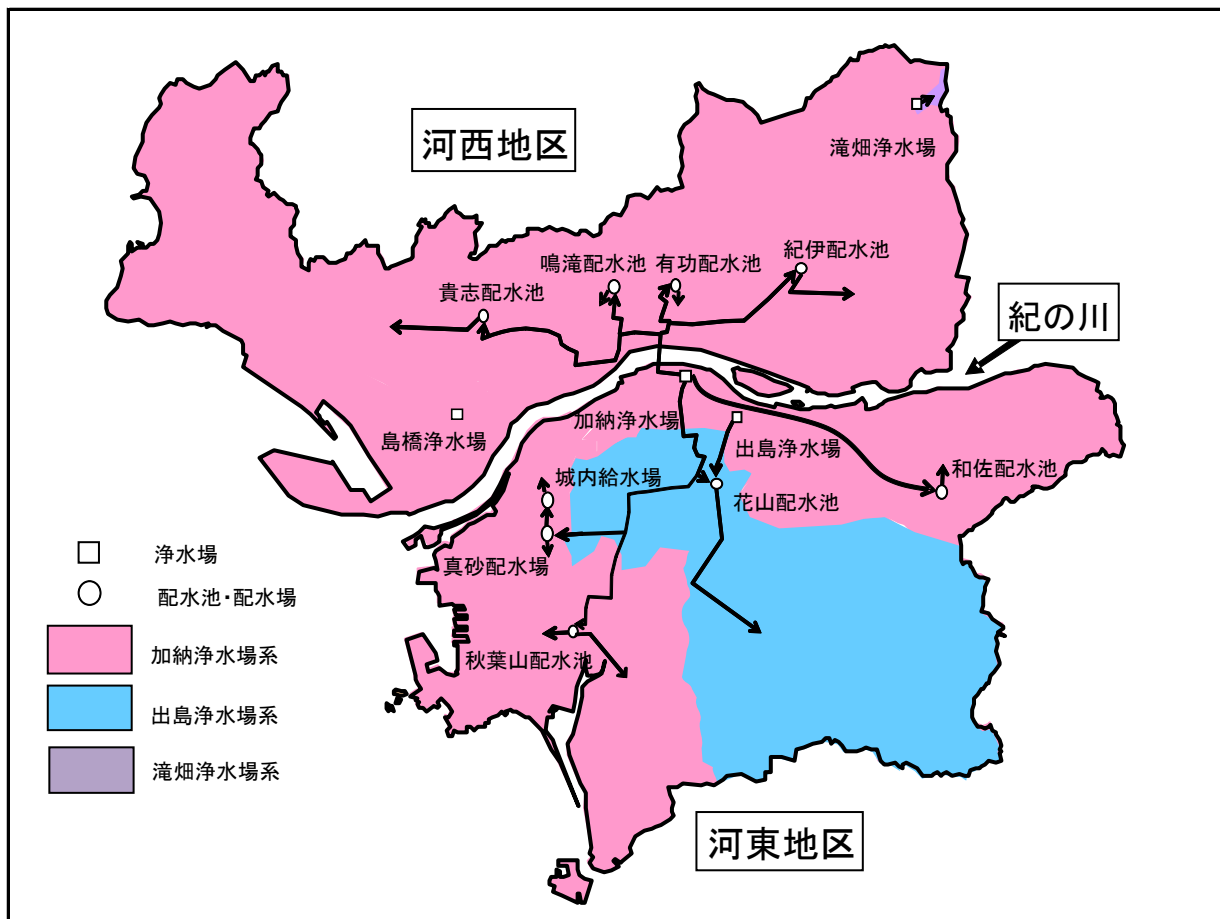 河西地区
滝畑浄水場
鳴滝配水池
有功配水池
紀伊配水池
貴志配水池
紀の川
島橋浄水場
加納浄水場
出島浄水場
和佐配水池
城内給水場
花山配水池
真砂配水場
秋葉山配水池
河東地区
浄水場
配水池・配水場
加納浄水場系
出島浄水場系
滝畑浄水場系